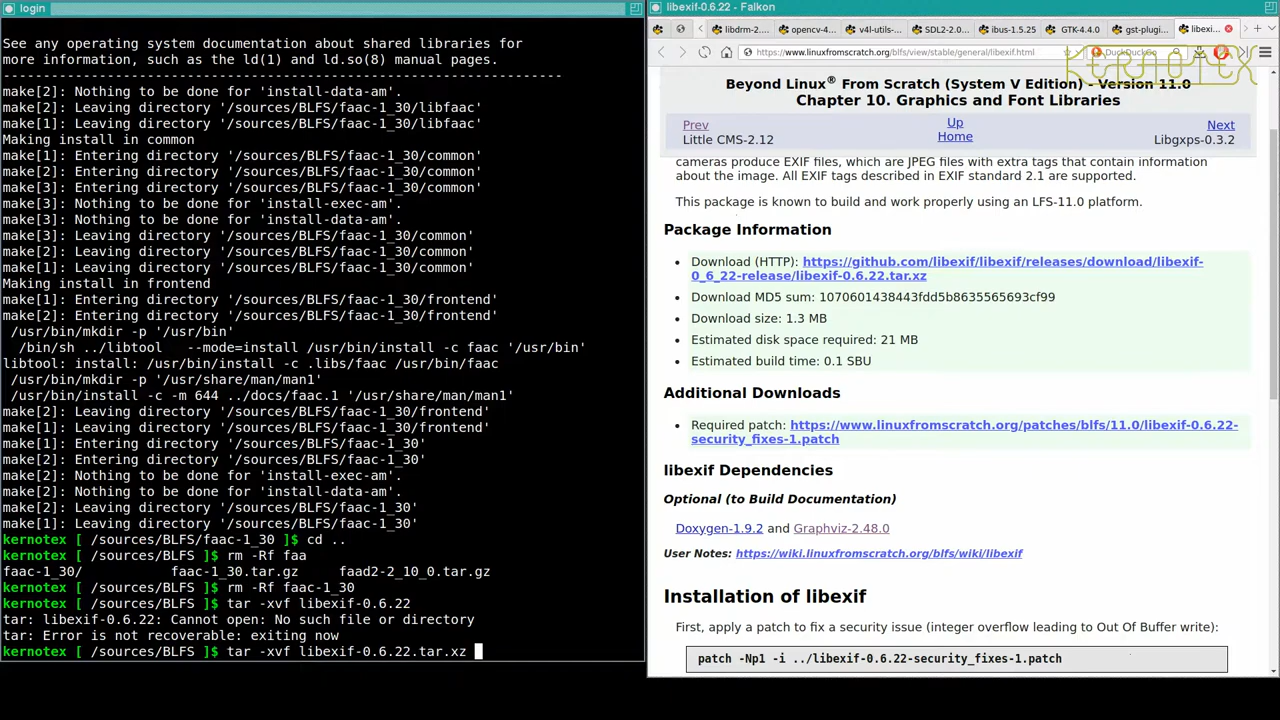 login
See any operating system documentation about shared libraries for
more information, such as the ld(1) and ld.so(8) manual pages.
----------------------------------------------------------------------
make[2]: Nothing to be done for 'install-data-am'.
make[2]: Leaving directory '/sources/BLFS/faac-1_30/libfaac'
make[1]: Leaving directory '/sources/BLFS/faac-1_30/libfaac'
Making install in common
make[1]: Entering directory '/sources/BLFS/faac-1_30/common'
make[2]: Entering directory '/sources/BLFS/faac-1_30/common'
make[3]: Entering directory '/sources/BLFS/faac-1_30/common'
make[3]: Nothing to be done for 'install-exec-am'.
make[3]: Nothing to be done for 'install-data-am'.
make[3]: Leaving directory '/sources/BLFS/faac-1_30/common'
make[2]: Leaving directory '/sources/BLFS/faac-1_30/common'
make[1]: Leaving directory '/sources/BLFS/faac-1_30/common'
Making install in frontend
make[1]: Entering directory '/sources/BLFS/faac-1_30/frontend'
make[2]: Entering directory '/sources/BLFS/faac-1_30/frontend'
/usr/bin/mkdir -p '/usr/bin'
/bin/sh ../libtool   --mode=install /usr/bin/install -c faac '/usr/bin'
libtool: install: /usr/bin/install -c .libs/faac /usr/bin/faac
/usr/bin/mkdir -p '/usr/share/man/man1'
/usr/bin/install -c -m 644 ../docs/faac.1 '/usr/share/man/man1'
make[2]: Leaving directory '/sources/BLFS/faac-1_30/frontend'
make[1]: Leaving directory '/sources/BLFS/faac-1_30/frontend'
make[1]: Entering directory '/sources/BLFS/faac-1_30'
make[2]: Entering directory '/sources/BLFS/faac-1_30'
make[2]: Nothing to be done for 'install-exec-am'.
make[2]: Nothing to be done for 'install-data-am'.
make[2]: Leaving directory '/sources/BLFS/faac-1_30'
make[1]: Leaving directory '/sources/BLFS/faac-1_30'
kernotex [ /sources/BLFS/faac-1_30 ]$ cd ..
kernotex [ /sources/BLFS ]$ rm -Rf faa
faac-1_30/           faac-1_30.tar.gz     faad2-2_10_0.tar.gz
kernotex [ /sources/BLFS ]$ rm -Rf faac-1_30
kernotex [ /sources/BLFS ]$ tar -xvf libexif-0.6.22
tar: libexif-0.6.22: Cannot open: No such file or directory
tar: Error is not recoverable: exiting now
kernotex [ /sources/BLFS ]$ tar -xvf libexif-0.6.22.tar.xz
libexif-0.6.22 - Falkon
libdrm-2.... opencv-4... v4l-utils-... SDL2-2.0... ibus-1.5.25 GTK-4.4.0 gst-plugi... libexi...
https://www.linuxfromscratch.org/blfs/view/stable/general/libexif.html DuckDuckGo
KERNOTEX
Beyond Linux® From Scratch (System V Edition) - Version 11.0
Chapter 10. Graphics and Font Libraries
Prev Up Next
Little CMS-2.12 Home Libgxps-0.3.2
cameras produce EXIF files, which are JPEG files with extra tags that contain information
about the image. All EXIF tags described in EXIF standard 2.1 are supported.
This package is known to build and work properly using an LFS-11.0 platform.
Package Information
• Download (HTTP): https://github.com/libexif/libexif/releases/download/libexif-
0_6_22-release/libexif-0.6.22.tar.xz
• Download MD5 sum: 1070601438443fdd5b8635565693cf99
• Download size: 1.3 MB
• Estimated disk space required: 21 MB
• Estimated build time: 0.1 SBU
Additional Downloads
• Required patch: https://www.linuxfromscratch.org/patches/blfs/11.0/libexif-0.6.22-
security_fixes-1.patch
libexif Dependencies
Optional (to Build Documentation)
Doxygen-1.9.2 and Graphviz-2.48.0
User Notes: https://wiki.linuxfromscratch.org/blfs/wiki/libexif
Installation of libexif
First, apply a patch to fix a security issue (integer overflow leading to Out Of Buffer write):
patch -Np1 -i ../libexif-0.6.22-security_fixes-1.patch